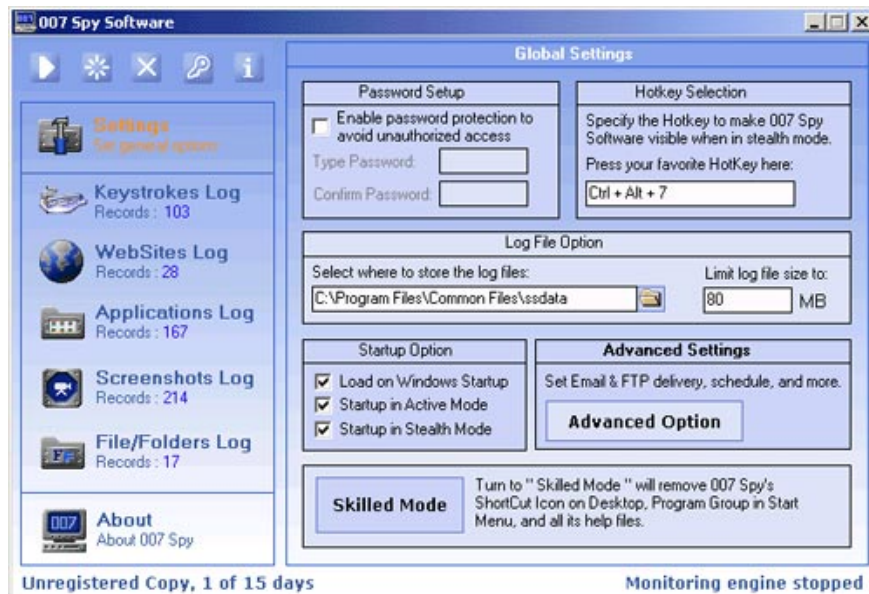 007 Spy Software
Settings
Set general options
Keystrokes Log
Records : 103
WebSites Log
Records : 28
Applications Log
Records : 167
Screenshots Log
Records : 214
File/Folders Log
Records : 17
About
About 007 Spy
Global Settings
Password Setup
Enable password protection to
avoid unauthorized access
Type Password:
Confirm Password:
Hotkey Selection
Specify the Hotkey to make 007 Spy
Software visible when in stealth mode.
Press your favorite HotKey here:
Ctrl + Alt + 7
Log File Option
Select where to store the log files:
Limit log file size to:
C:\Program Files\Common Files\ssdata
80 MB
Startup Option
Load on Windows Startup
Startup in Active Mode
Startup in Stealth Mode
Advanced Settings
Set Email & FTP delivery, schedule, and more.
Advanced Option
Skilled Mode
Turn to " Skilled Mode " will remove 007 Spy's
ShortCut Icon on Desktop, Program Group in Start
Menu, and all its help files.
Unregistered Copy, 1 of 15 days
Monitoring engine stopped